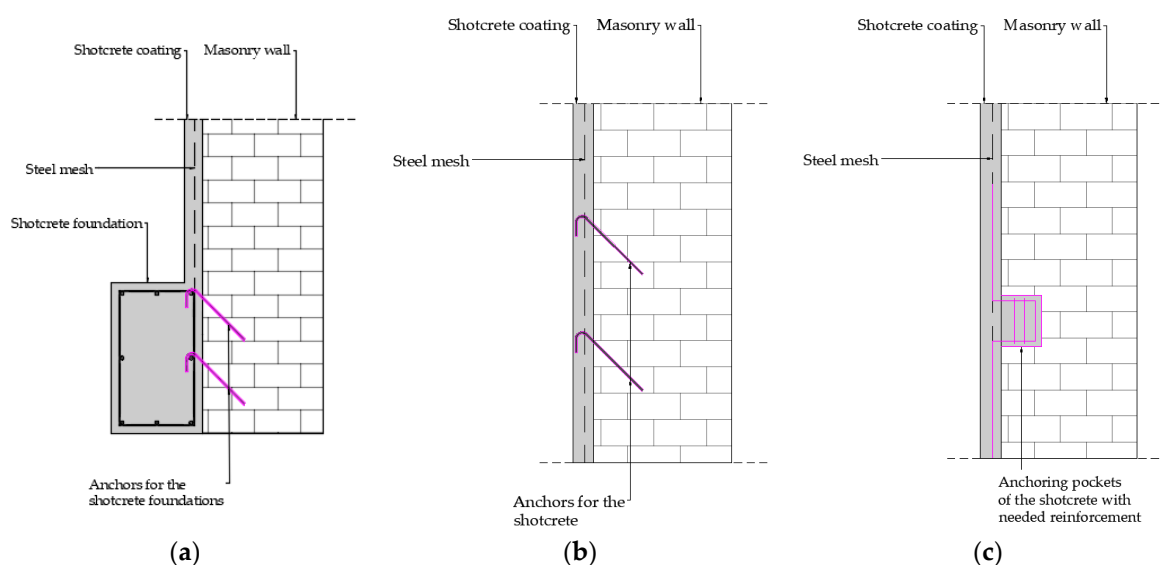 Shotcrete coating
Masonry wall
Steel mesh
Shotcrete foundation
Anchors for the
shotcrete foundations
(a)
Shotcrete coating
Masonry wall
Steel mesh
Anchors for the
shotcrete
(b)
Shotcrete coating
Masonry wall
Steel mesh
Anchoring pockets
of the shotcrete with
needed reinforcement
(c)